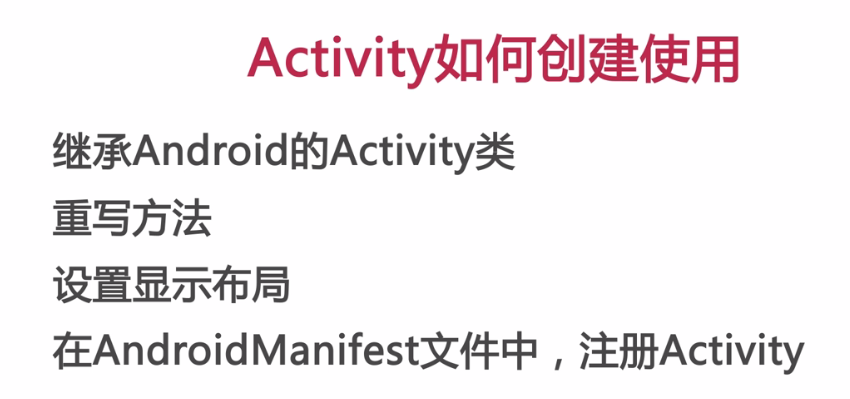 Activity如何创建使用
继承Android的Activity类
重写方法
设置显示布局
在AndroidManifest文件中，注册Activity